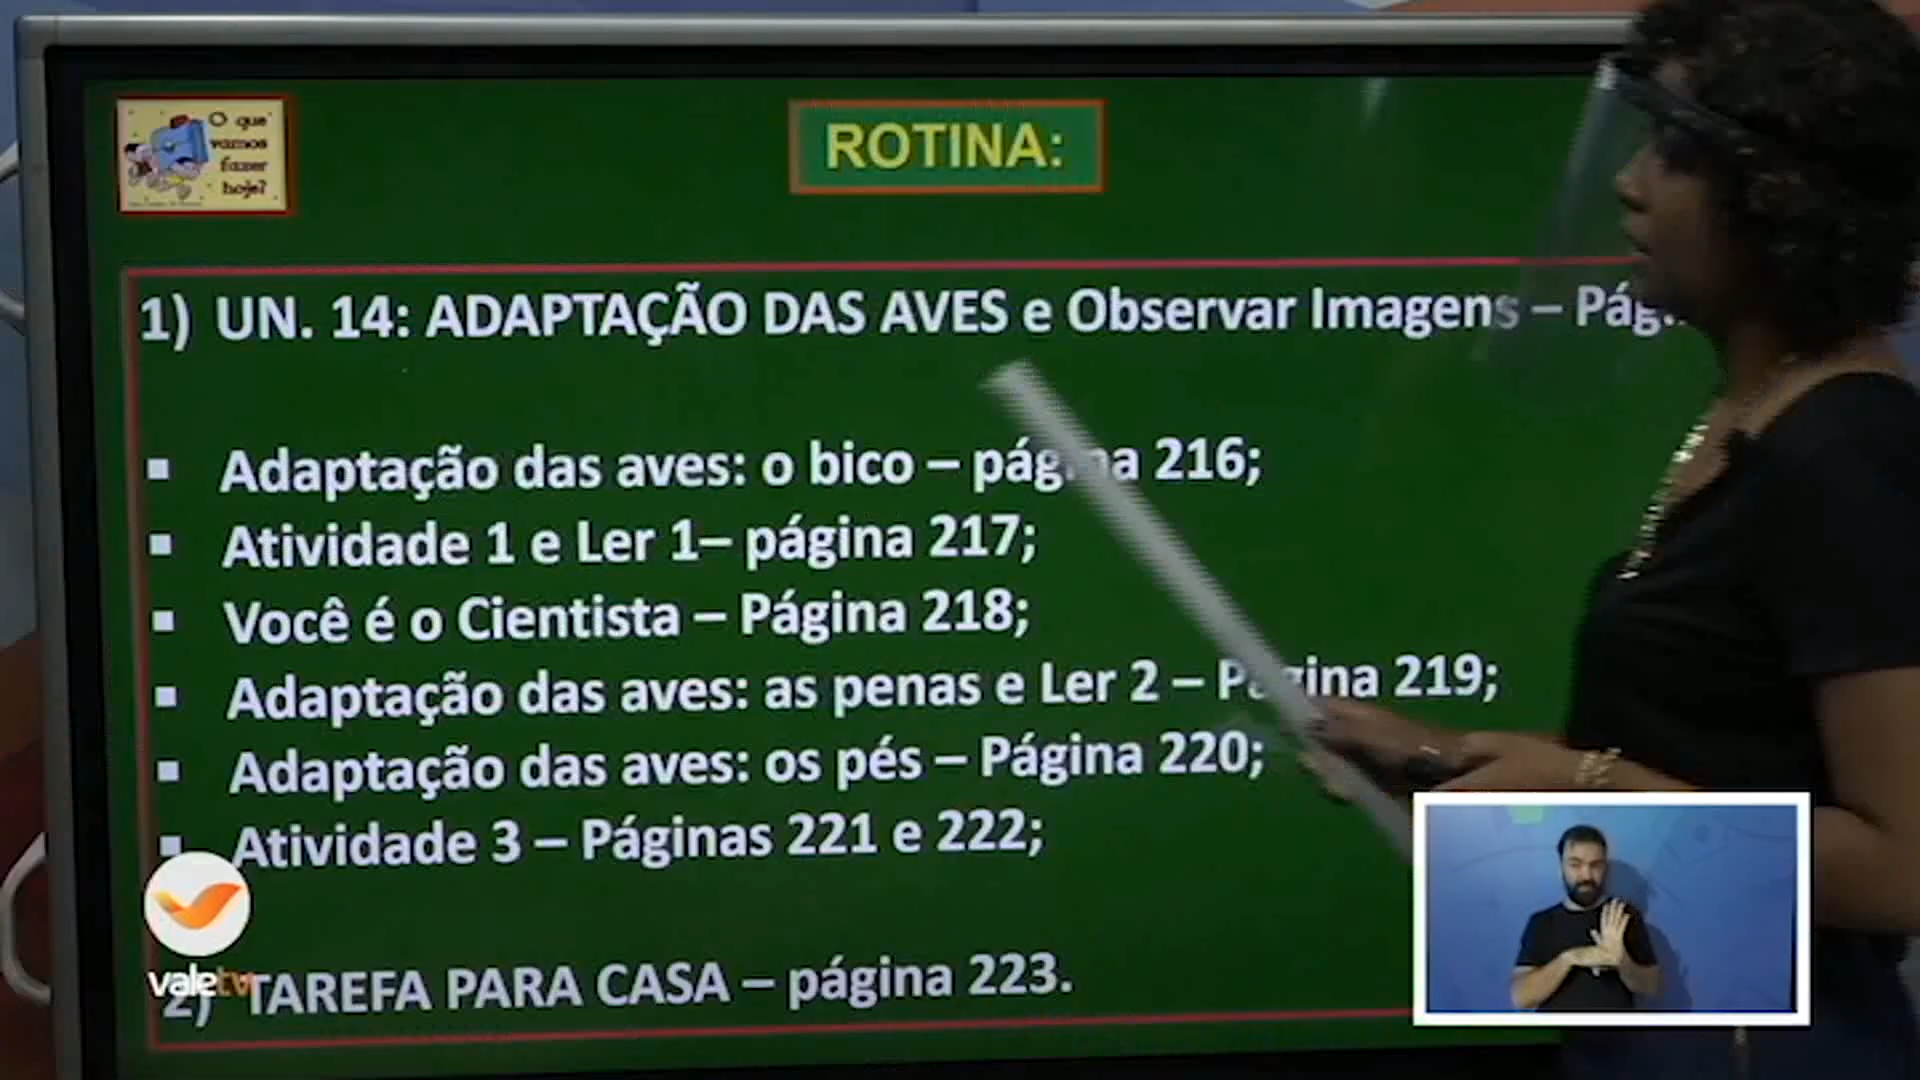 O que
vamos
fazer
hoje?
ROTINA:
1) UN. 14: ADAPTAÇÃO DAS AVES e Observar Imagens –
▪ Adaptação das aves: o bico – página 216;
▪ Atividade 1 e Ler 1– página 217;
▪ Você é o Cientista – Página 218;
▪ Adaptação das aves: as penas e Ler 2 – Página 219;
▪ Adaptação das aves: os pés – Página 220;
▪ Atividade 3 – Páginas 221 e 222;
2) TAREFA PARA CASA – página 223.
valetv